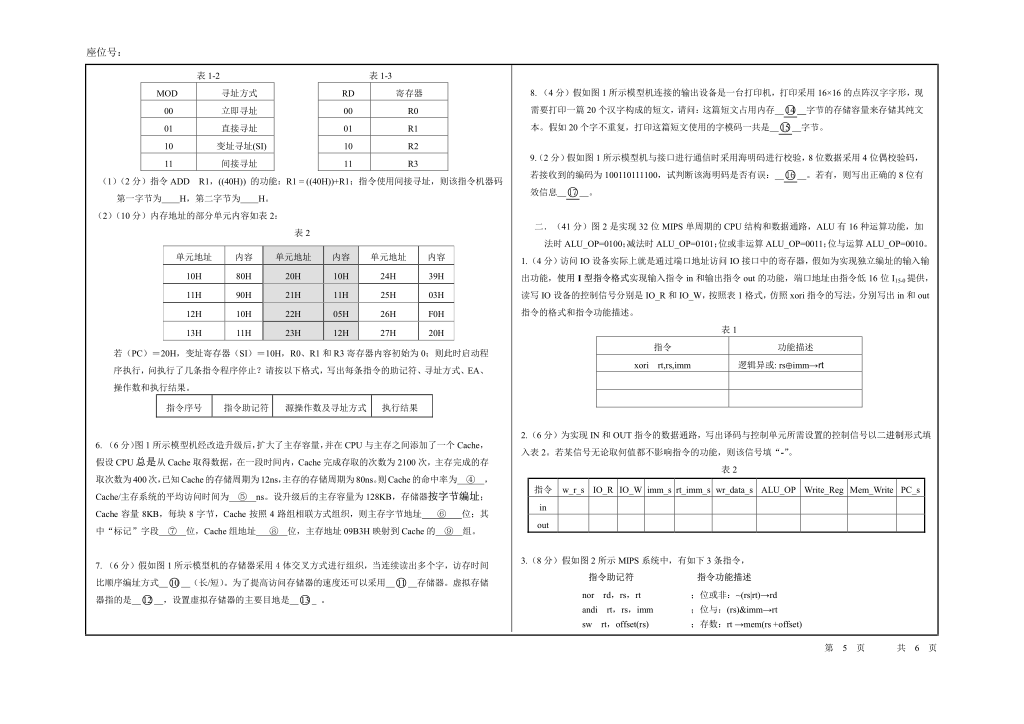 座位号：
表 1-2
MOD 寻址方式
00 立即寻址
01 直接寻址
10 变址寻址(SI)
11 间接寻址
表 1-3
RD 寄存器
00 R0
01 R1
10 R2
11 R3
（1）（2 分）指令 ADD R1，((40H)) 的功能：R1 = ((40H))+R1；指令使用间接寻址，则该指令机器码
第一字节为____H，第二字节为____H。
（2）（10 分）内存地址的部分单元内容如表 2：
表 2
单元地址 内容 单元地址 内容 单元地址 内容
10H 80H 20H 10H 24H 39H
11H 90H 21H 11H 25H 03H
12H 10H 22H 05H 26H F0H
13H 11H 23H 12H 27H 20H
若（PC）＝20H，变址寄存器（SI）＝10H，R0、R1 和 R3 寄存器内容初始为 0；则此时启动程
序执行，问执行了几条指令程序停止？请按以下格式，写出每条指令的助记符、寻址方式、EA、
操作数和执行结果。
指令序号 指令助记符 源操作数及寻址方式 执行结果
6. （6 分）图 1 所示模型机经改造升级后，扩大了主存容量，并在 CPU 与主存之间添加了一个 Cache，
假设 CPU 总是从 Cache 取得数据，在一段时间内，Cache 完成存取的次数为 2100 次，主存完成的存
取次数为 400 次，已知 Cache 的存储周期为 12ns，主存的存储周期为 80ns。则 Cache 的命中率为__④__，
Cache/主存系统的平均访问时间为__⑤__ns。设升级后的主存容量为 128KB，存储器按字节编址；
Cache 容量 8KB，每块 8 字节，Cache 按照 4 路组相联方式组织，则主存字节地址____⑥____位；其
中“标记”字段__⑦__位，Cache 组地址___⑧__位，主存地址 09B3H 映射到 Cache 的__⑨__组。
7. （6 分）假如图 1 所示模型机的存储器采用 4 体交叉方式进行组织，当连续读出多个字，访存时间
比顺序编址方式__⑩__（长/短）。为了提高访问存储器的速度还可以采用__⑪__存储器。虚拟存储
器指的是__⑫__，设置虚拟存储器的主要目地是__⑬_ 。
8. （4 分）假如图 1 所示模型机连接的输出设备是一台打印机，打印采用 16×16 的点阵汉字字形，现
需要打印一篇 20 个汉字构成的短文，请问：这篇短文占用内存__⑭__字节的存储容量来存储其纯文
本。假如 20 个字不重复，打印这篇短文使用的字模码一共是__⑮__字节。
9.（2 分）假如图 1 所示模型机与接口进行通信时采用海明码进行校验，8 位数据采用 4 位偶校验码，
若接收到的编码为 100110111100，试判断该海明码是否有误：__⑯__。若有，则写出正确的 8 位有
效信息__⑰__。
二．（41 分）图 2 是实现 32 位 MIPS 单周期的 CPU 结构和数据通路，ALU 有 16 种运算功能，加
法时 ALU_OP=0100；减法时 ALU_OP=0101；位或非运算 ALU_OP=0011；位与运算 ALU_OP=0010。
1.（4 分）访问 IO 设备实际上就是通过端口地址访问 IO 接口中的寄存器，假如为实现独立编址的输入输
出功能，使用 I 型指令格式实现输入指令 in 和输出指令 out 的功能，端口地址由指令低 16 位 I15-0 提供，
读写 IO 设备的控制信号分别是 IO_R 和 IO_W，按照表 1 格式，仿照 xori 指令的写法，分别写出 in 和 out
指令的格式和指令功能描述。
表 1
指令 功能描述
xori rt,rs,imm 逻辑异或: rs⊕imm→rt
2.（6 分）为实现 IN 和 OUT 指令的数据通路，写出译码与控制单元所需设置的控制信号以二进制形式填
入表 2。若某信号无论取何值都不影响指令的功能，则该信号填“-”。
表 2
指令 w_r_s IO_R IO_W imm_s rt_imm_s wr_data_s ALU_OP Write_Reg Mem_Write PC_s
in
out
3.（8 分）假如图 2 所示 MIPS 系统中，有如下 3 条指令，
指令助记符 指令功能描述
nor rd，rs，rt ；位或非：~(rs|rt)→rd
andi rt，rs，imm ；位与：(rs)&imm→rt
sw rt，offset(rs) ；存数：rt →mem(rs +offset)
第 5 页 共 6 页